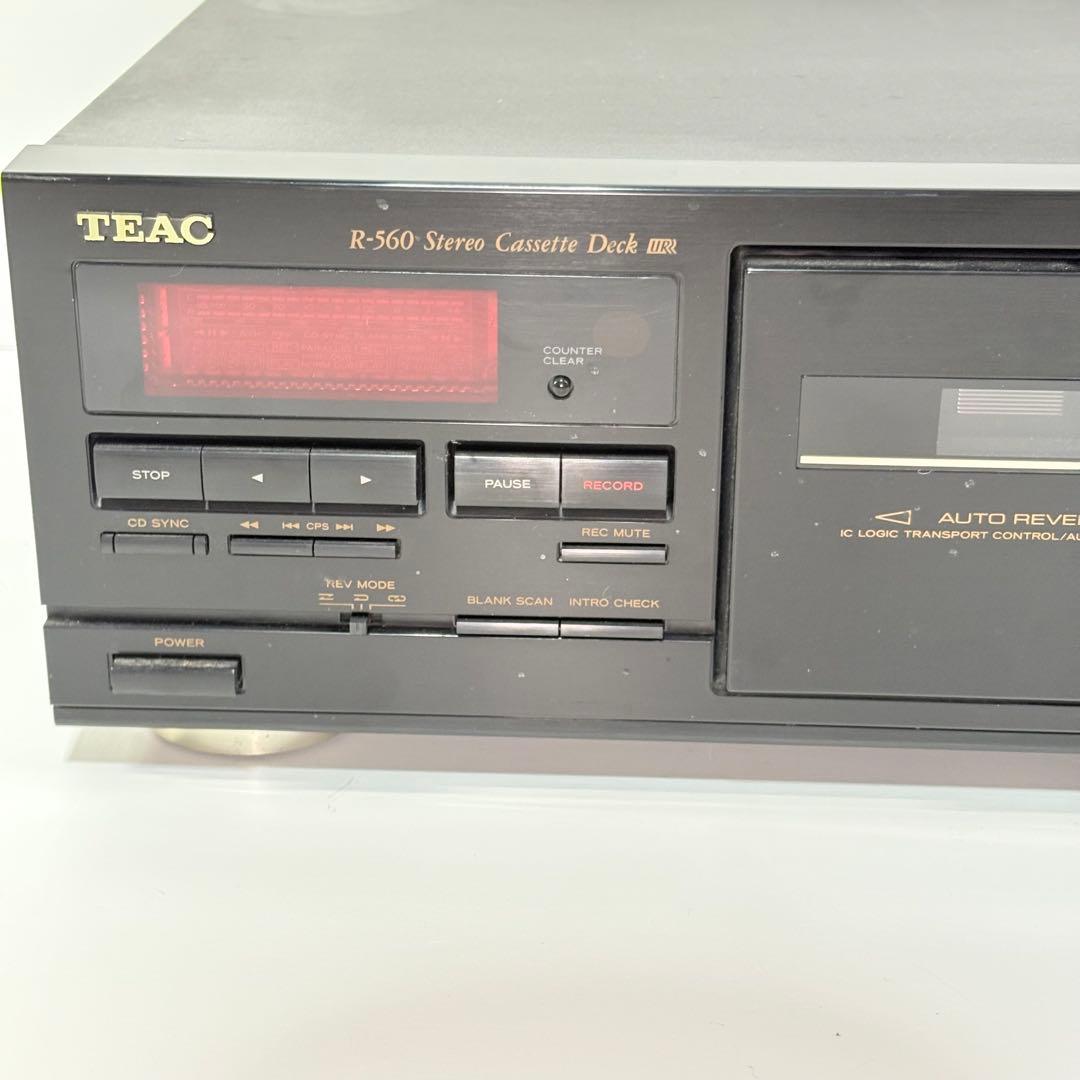 TEAC
R-560 Stereo Cassette Deck
COUNTER
CLEAR
STOP
PAUSE
RECORD
CD SYNC
CPS
REC MUTE
REV MODE
BLANK SCAN
INTRO CHECK
POWER
AUTO REVE
IC LOGIC TRANSPORT CONTROL/AU